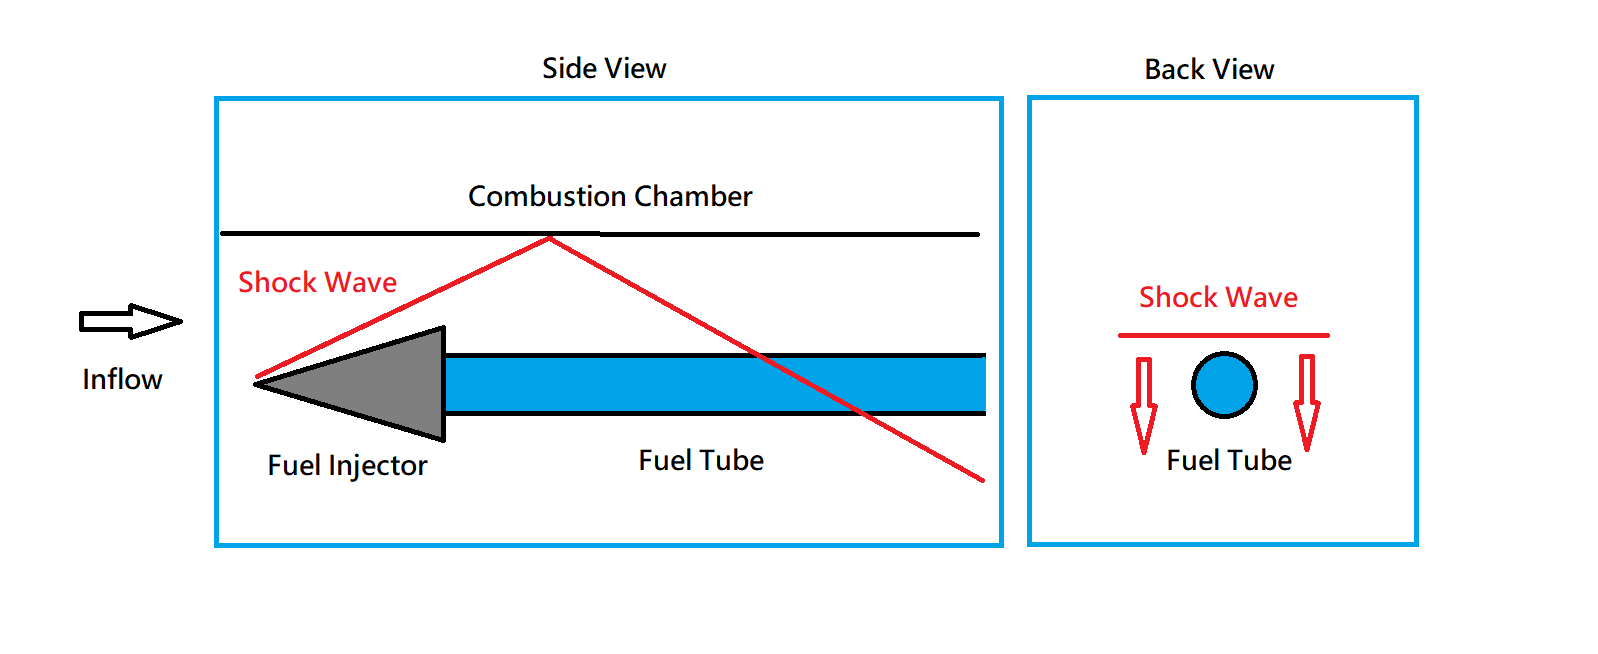 Side View
Back View
Combustion Chamber
Shock Wave
Shock Wave
Inflow
Fuel Injector
Fuel Tube
Fuel Tube